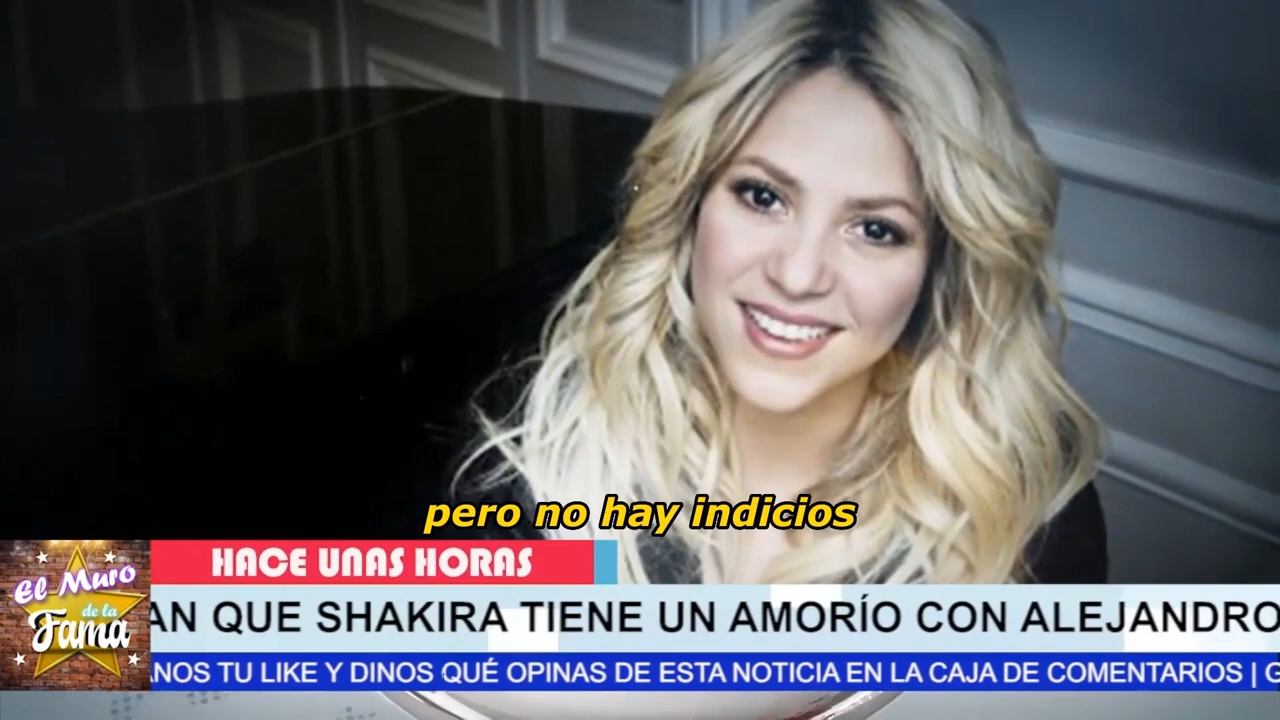 pero no hay indicios
HACE UNAS HORAS
El Muro
de la
Fama
AN QUE SHAKIRA TIENE UN AMORÍO CON ALEJANDRO
ANOS TU LIKE Y DINOS QUÉ OPINAS DE ESTA NOTICIA EN LA CAJA DE COMENTARIOS | G